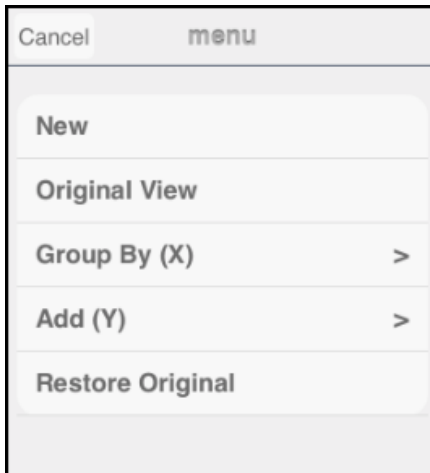 Cancel menu
New
Original View
Group By (X) >
Add (Y) >
Restore Original